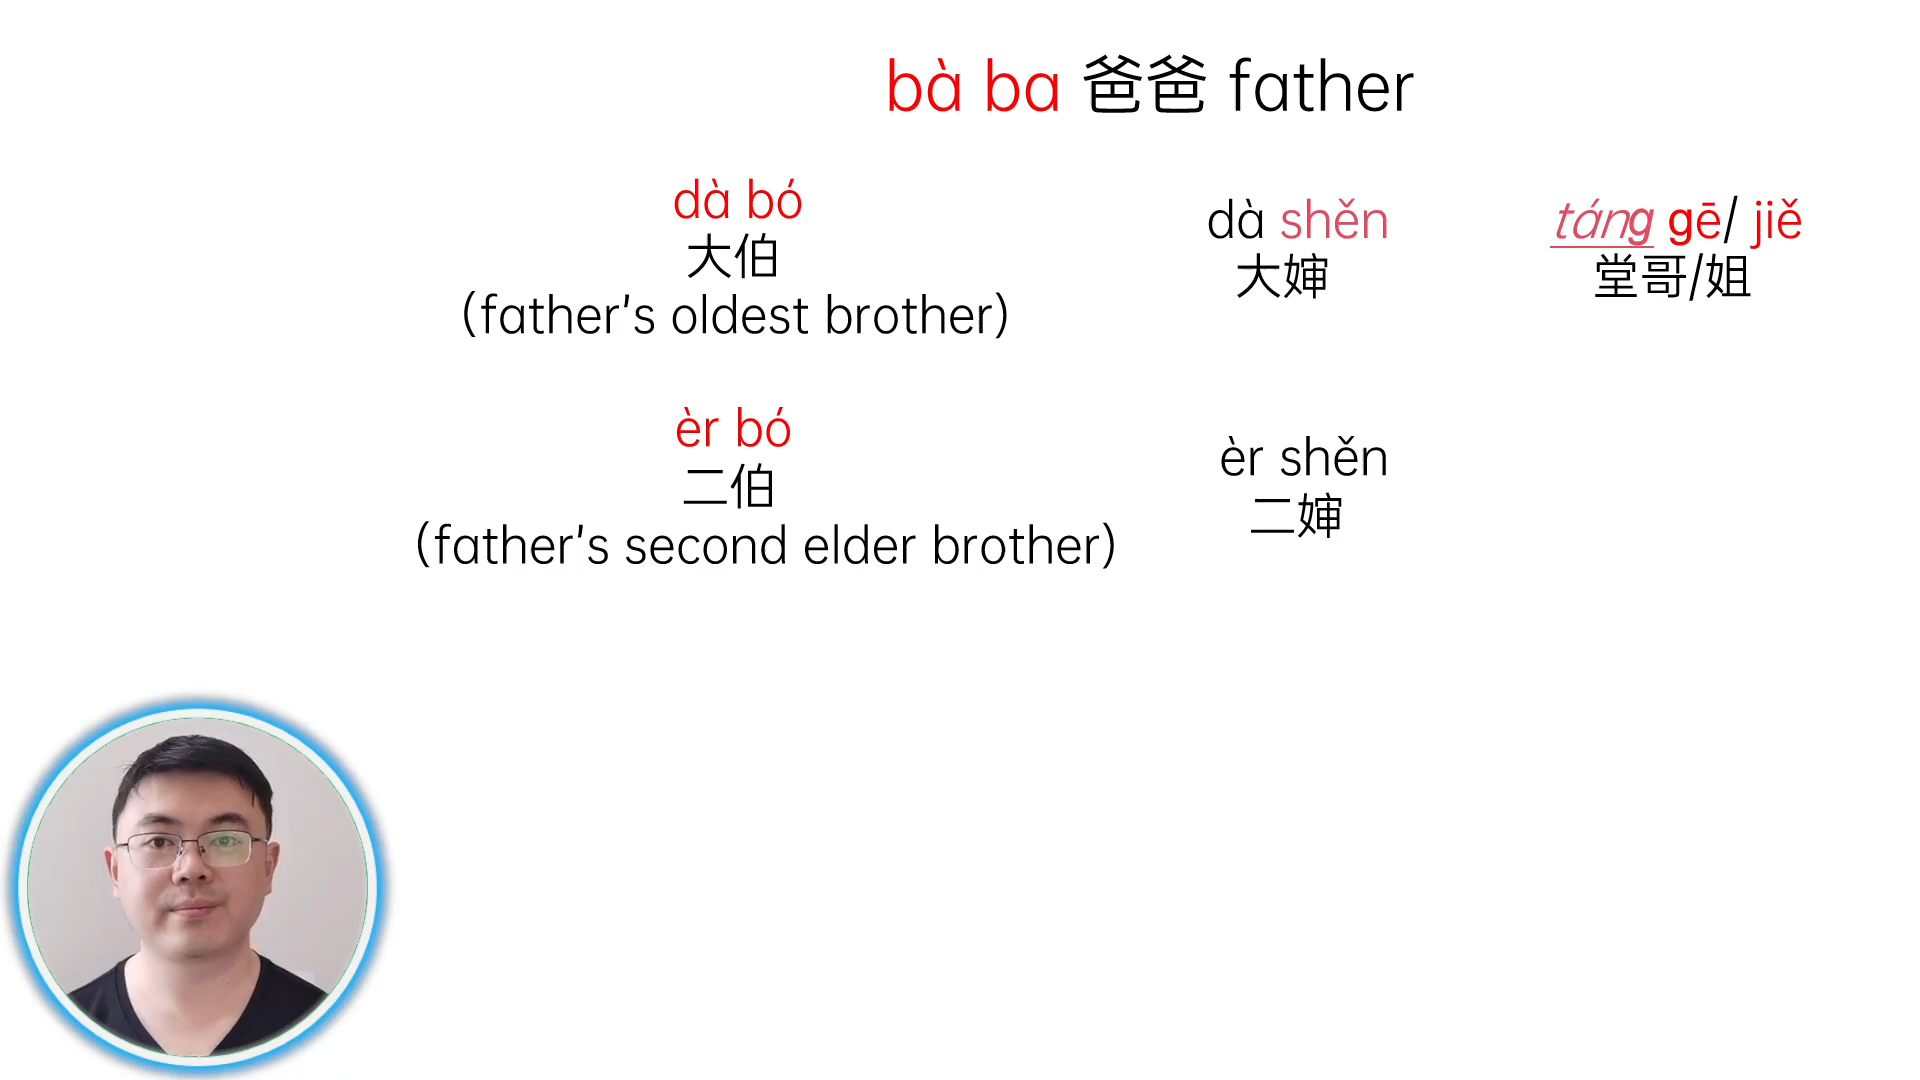 bà ba 爸爸 father
dà bó
大伯
(father's oldest brother)
dà shěn
大婶
táng gē/ jiě
堂哥/姐
èr bó
二伯
(father's second elder brother)
èr shěn
二婶